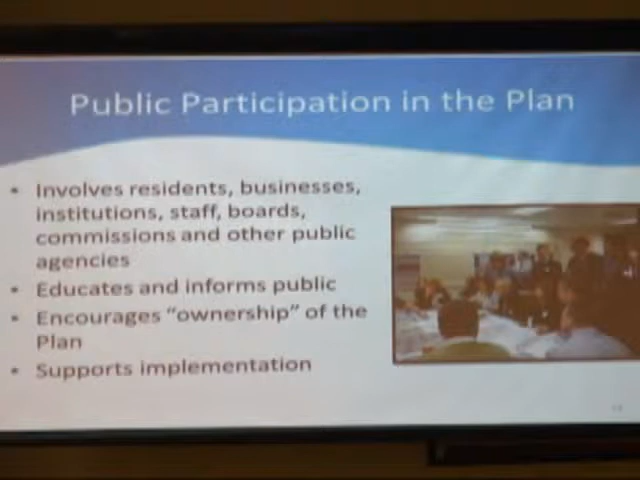 Public Participation in the Plan
• Involves residents, businesses,
institutions, staff, boards,
commissions and other public
agencies
• Educates and informs public
• Encourages “ownership” of the
Plan
• Supports implementation